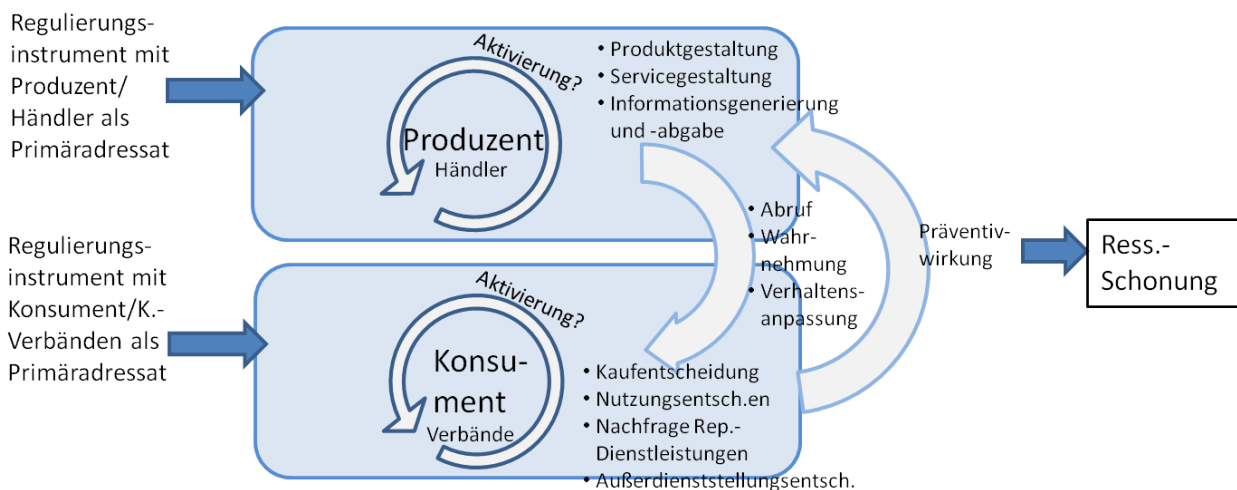 Regulierungs-
instrument mit
Produzent/
Händler als
Primäradressat
Aktivierung?
Produzent
Händler
• Produktgestaltung
• Servicegestaltung
• Informationsgenerierung
und -abgabe
• Abruf
• Wahr-
nehmung
• Verhaltens-
anpassung
Präventiv-
wirkung
Ress.-
Schonung
Regulierungs-
instrument mit
Konsument/K.-
Verbänden als
Primäradressat
Aktivierung?
Konsu-
ment
Verbände
• Kaufentscheidung
• Nutzungsentsch.en
• Nachfrage Rep.-
Dienstleistungen
• Außerdienststellungsentsch.